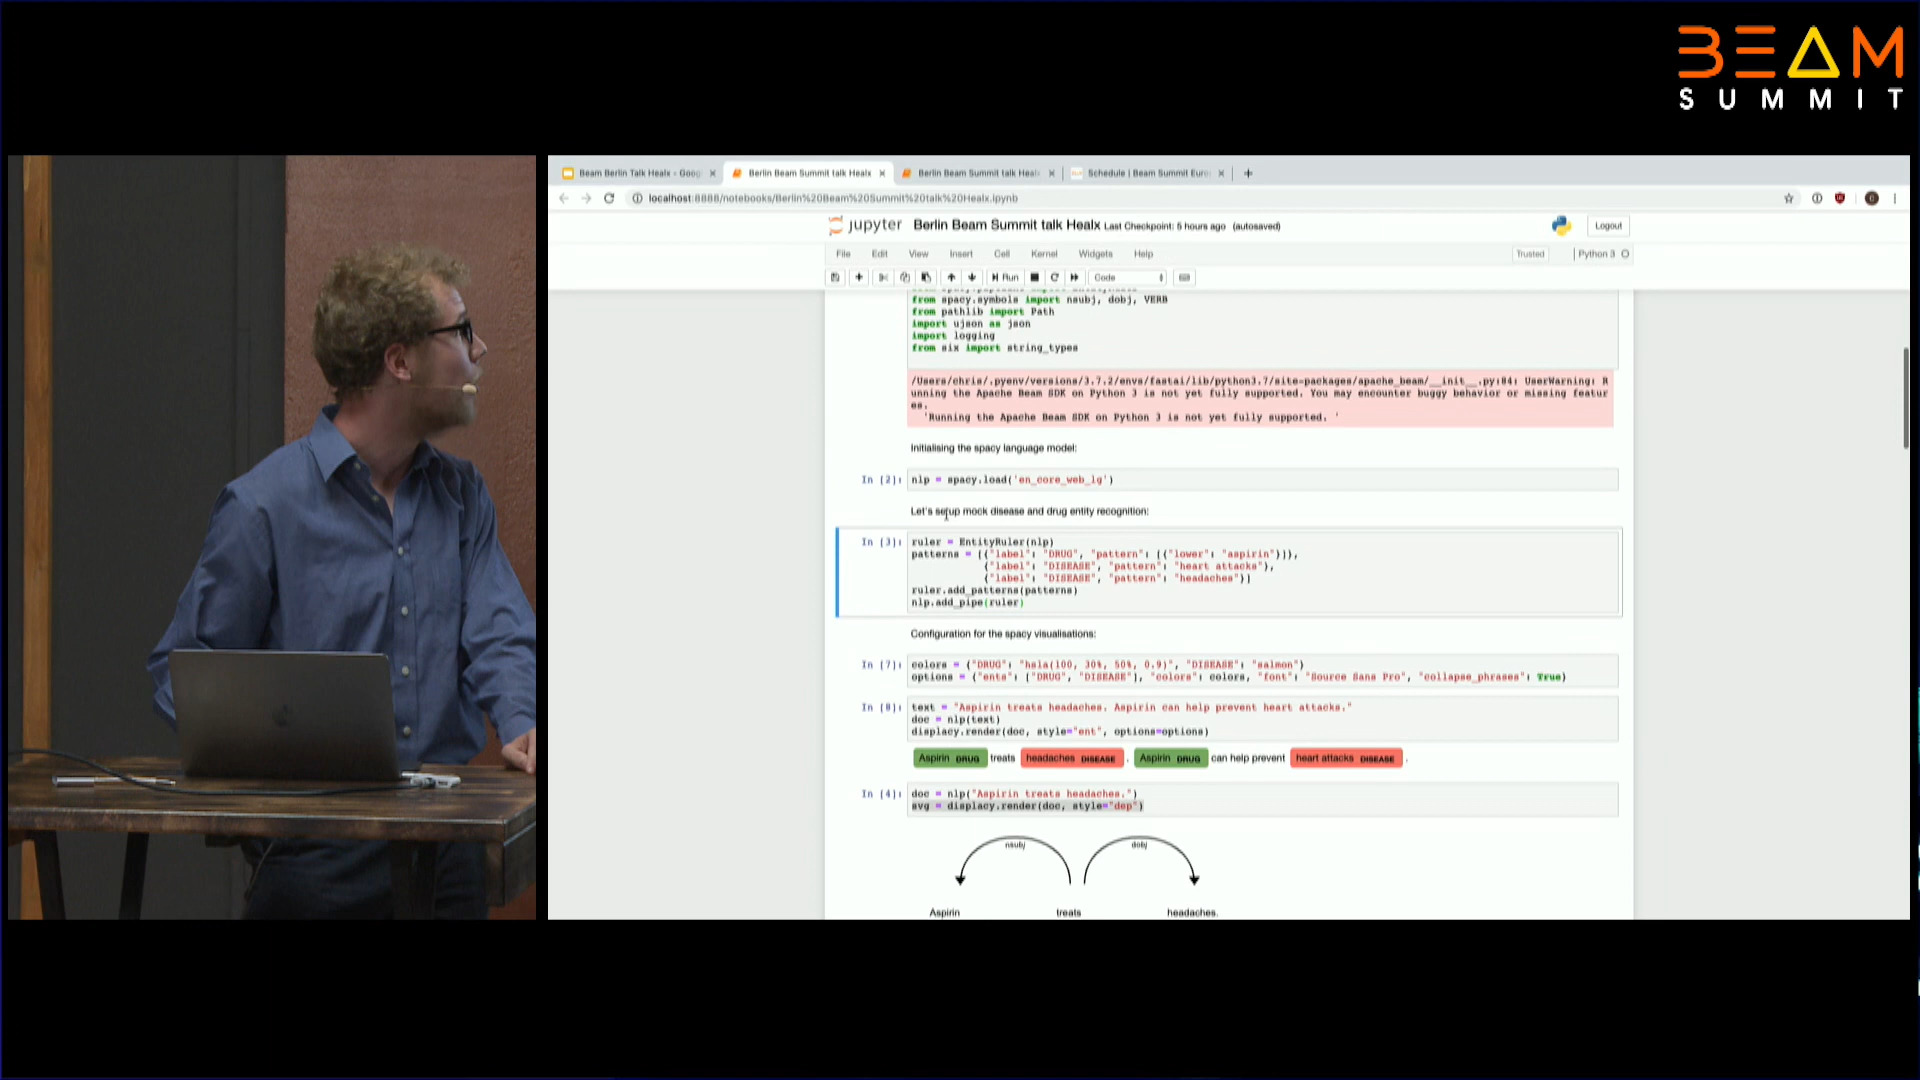 BEAM
SUMMIT
Beam Berlin Talk Healx - Goog
Berlin Beam Summit talk Healx
Berlin Beam Summit talk Heal
Schedule | Beam Summit Euro
localhost:8888/notebooks/Berlin%20Beam%20Summit%20talk%20Healx.ipynb
jupyter Berlin Beam Summit talk Healx Last Checkpoint: 5 hours ago (autosaved)
Logout
File Edit View Insert Cell Kernel Widgets Help
Trusted
Python 3
Run
Code
from spacy.symbols import nsubj, dobj, VERB
from pathlib import Path
import ujson as json
import logging
from six import string_types
/Users/chris/.pyenv/versions/3.7.2/envs/fastai/lib/python3.7/site-packages/apache_beam/__init__.py:84: UserWarning: R
unning the Apache Beam SDK on Python 3 is not yet fully supported. You may encounter buggy behavior or missing featur
es.
'Running the Apache Beam SDK on Python 3 is not yet fully supported. '
Initialising the spacy language model:
In [2]: nlp = spacy.load('en_core_web_lg')
Let's setup mock disease and drug entity recognition:
In [3]: ruler = EntityRuler(nlp)
patterns = [{"label": "DRUG", "pattern": [{"lower": "aspirin"}]},
{"label": "DISEASE", "pattern": "heart attacks"},
{"label": "DISEASE", "pattern": "headaches"}]
ruler.add_patterns(patterns)
nlp.add_pipe(ruler)
Configuration for the spacy visualisations:
In [7]: colors = {"DRUG": "hsla(100, 30%, 50%, 0.9)", "DISEASE": "salmon"}
options = {"ents": ["DRUG", "DISEASE"], "colors": colors, "font": "Source Sans Pro", "collapse_phrases": True}
In [8]: text = "Aspirin treats headaches. Aspirin can help prevent heart attacks."
doc = nlp(text)
displacy.render(doc, style="ent", options=options)
Aspirin DRUG treats headaches DISEASE . Aspirin DRUG can help prevent heart attacks DISEASE .
In [4]: doc = nlp("Aspirin treats headaches.")
svg = displacy.render(doc, style="dep")
nsubj dobj
Aspirin treats headaches.